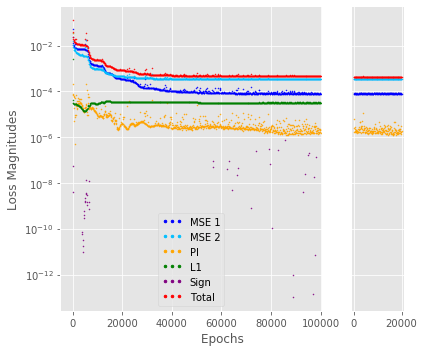 Loss Magnitudes
10⁻²
10⁻⁴
10⁻⁶
10⁻⁸
10⁻¹⁰
10⁻¹²
MSE 1
MSE 2
PI
L1
Sign
Total
0 20000 40000 60000 80000 100000 0 20000
Epochs